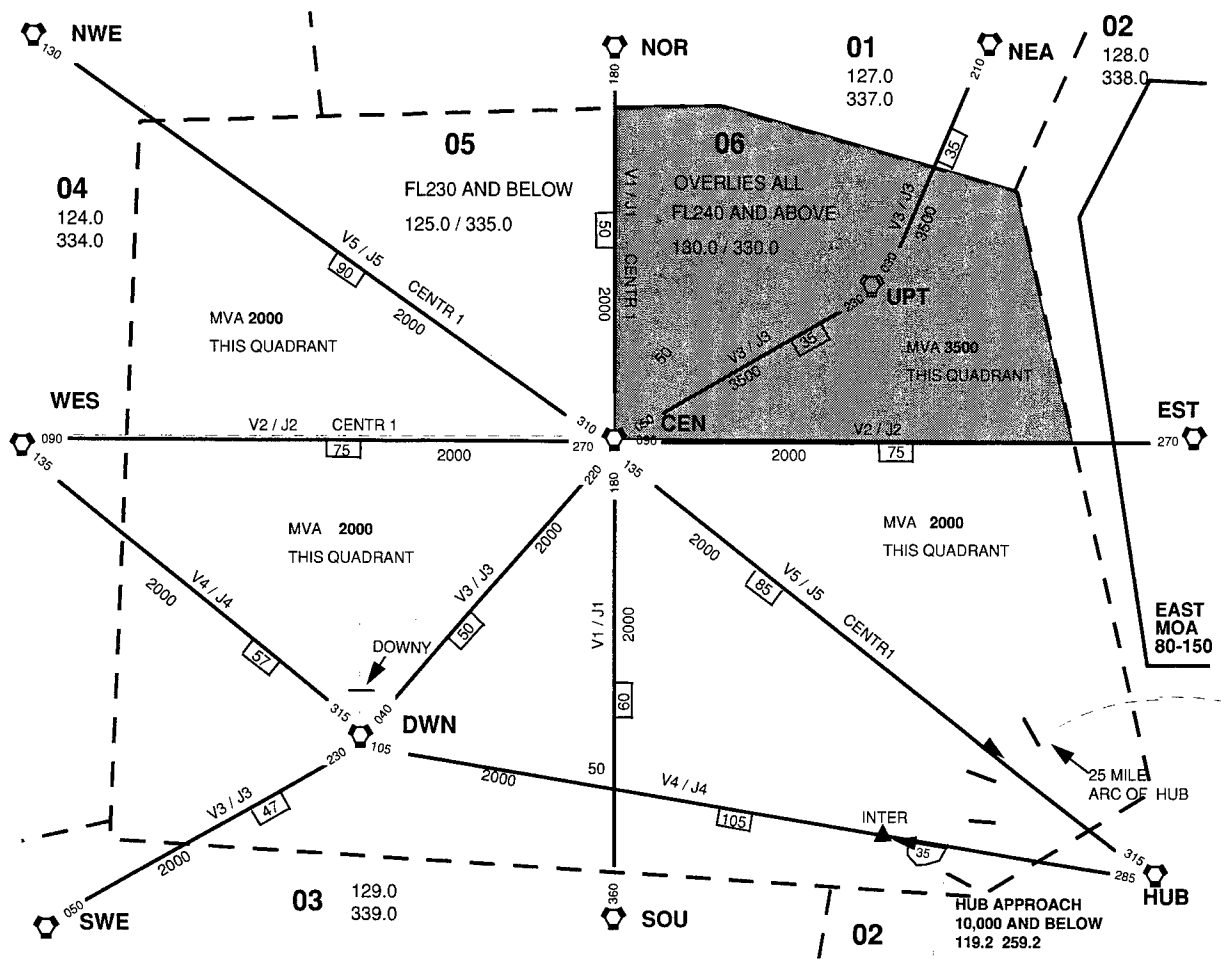 NWE
130
NOR
180
01
127.0
337.0
NEA
210
02
128.0
338.0
05
FL230 AND BELOW
125.0 / 335.0
06
OVERLIES ALL
FL240 AND ABOVE
130.0 / 330.0
35
V3 / J3
3500
04
124.0
334.0
V1 / J1
50
CENTR 1
2000
V5 / J5
90
CENTR 1
2000
030
UPT
230
MVA 2000
THIS QUADRANT
50
V3 / J3
35
3500
MVA 3500
THIS QUADRANT
WES
090
135
V2 / J2
CENTR 1
75
2000
310
270
220
180
135
050
090
CEN
V2 / J2
2000
75
EST
270
MVA 2000
THIS QUADRANT
MVA 2000
THIS QUADRANT
2000
2000
V4 / J4
2000
57
V3 / J3
50
V1 / J1
2000
60
85
V5 / J5
CENTR1
EAST
MOA
80-150
DOWNY
315
040
DWN
230
105
V3 / J3
47
2000
2000
50
V4 / J4
105
INTER
35
25 MILE
ARC OF HUB
315
285
HUB
050
SWE
03
129.0
339.0
360
SOU
02
HUB APPROACH
10,000 AND BELOW
119.2 259.2